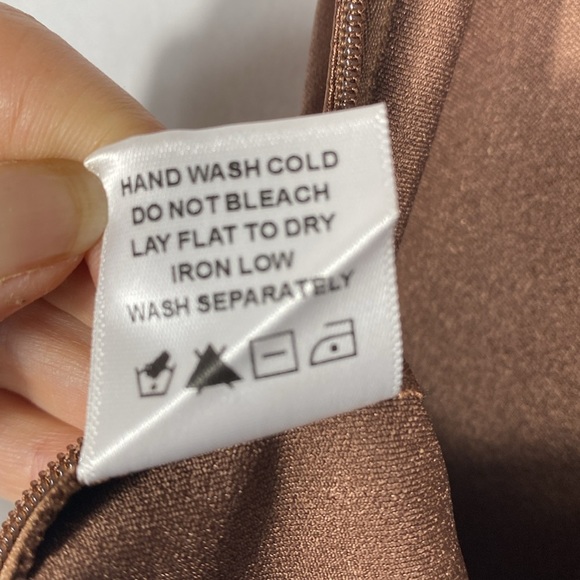 HAND WASH COLD
DO NOT BLEACH
LAY FLAT TO DRY
IRON LOW
WASH SEPARATELY